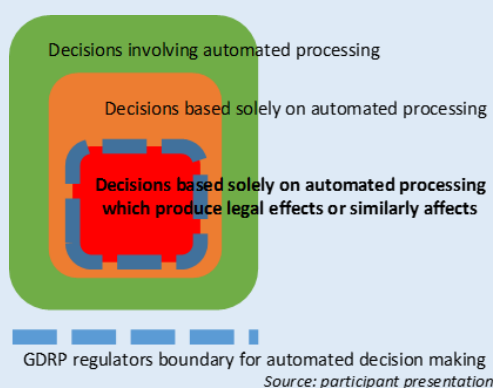 Decisions involving automated processing
Decisions based solely on automated processing
Decisions based solely on automated processing
which produce legal effects or similarly affects
GDRP regulators boundary for automated decision making
Source: participant presentation